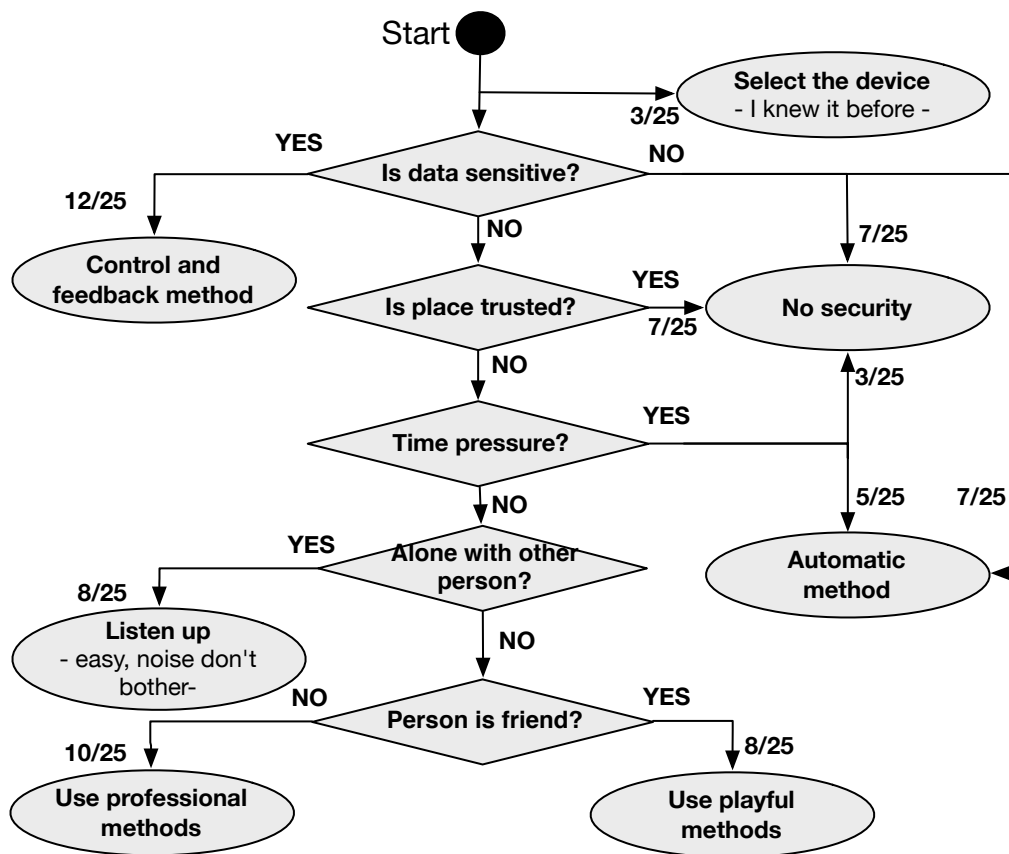 Start
Select the device
- I knew it before -
3/25
YES
NO
Is data sensitive?
12/25
NO
7/25
Control and
feedback method
YES
Is place trusted?
No security
7/25
NO
3/25
YES
Time pressure?
NO
5/25
7/25
YES
Alone with other
person?
Automatic
method
8/25
Listen up
- easy, noise don't
bother-
NO
NO
YES
Person is friend?
10/25
8/25
Use professional
methods
Use playful
methods